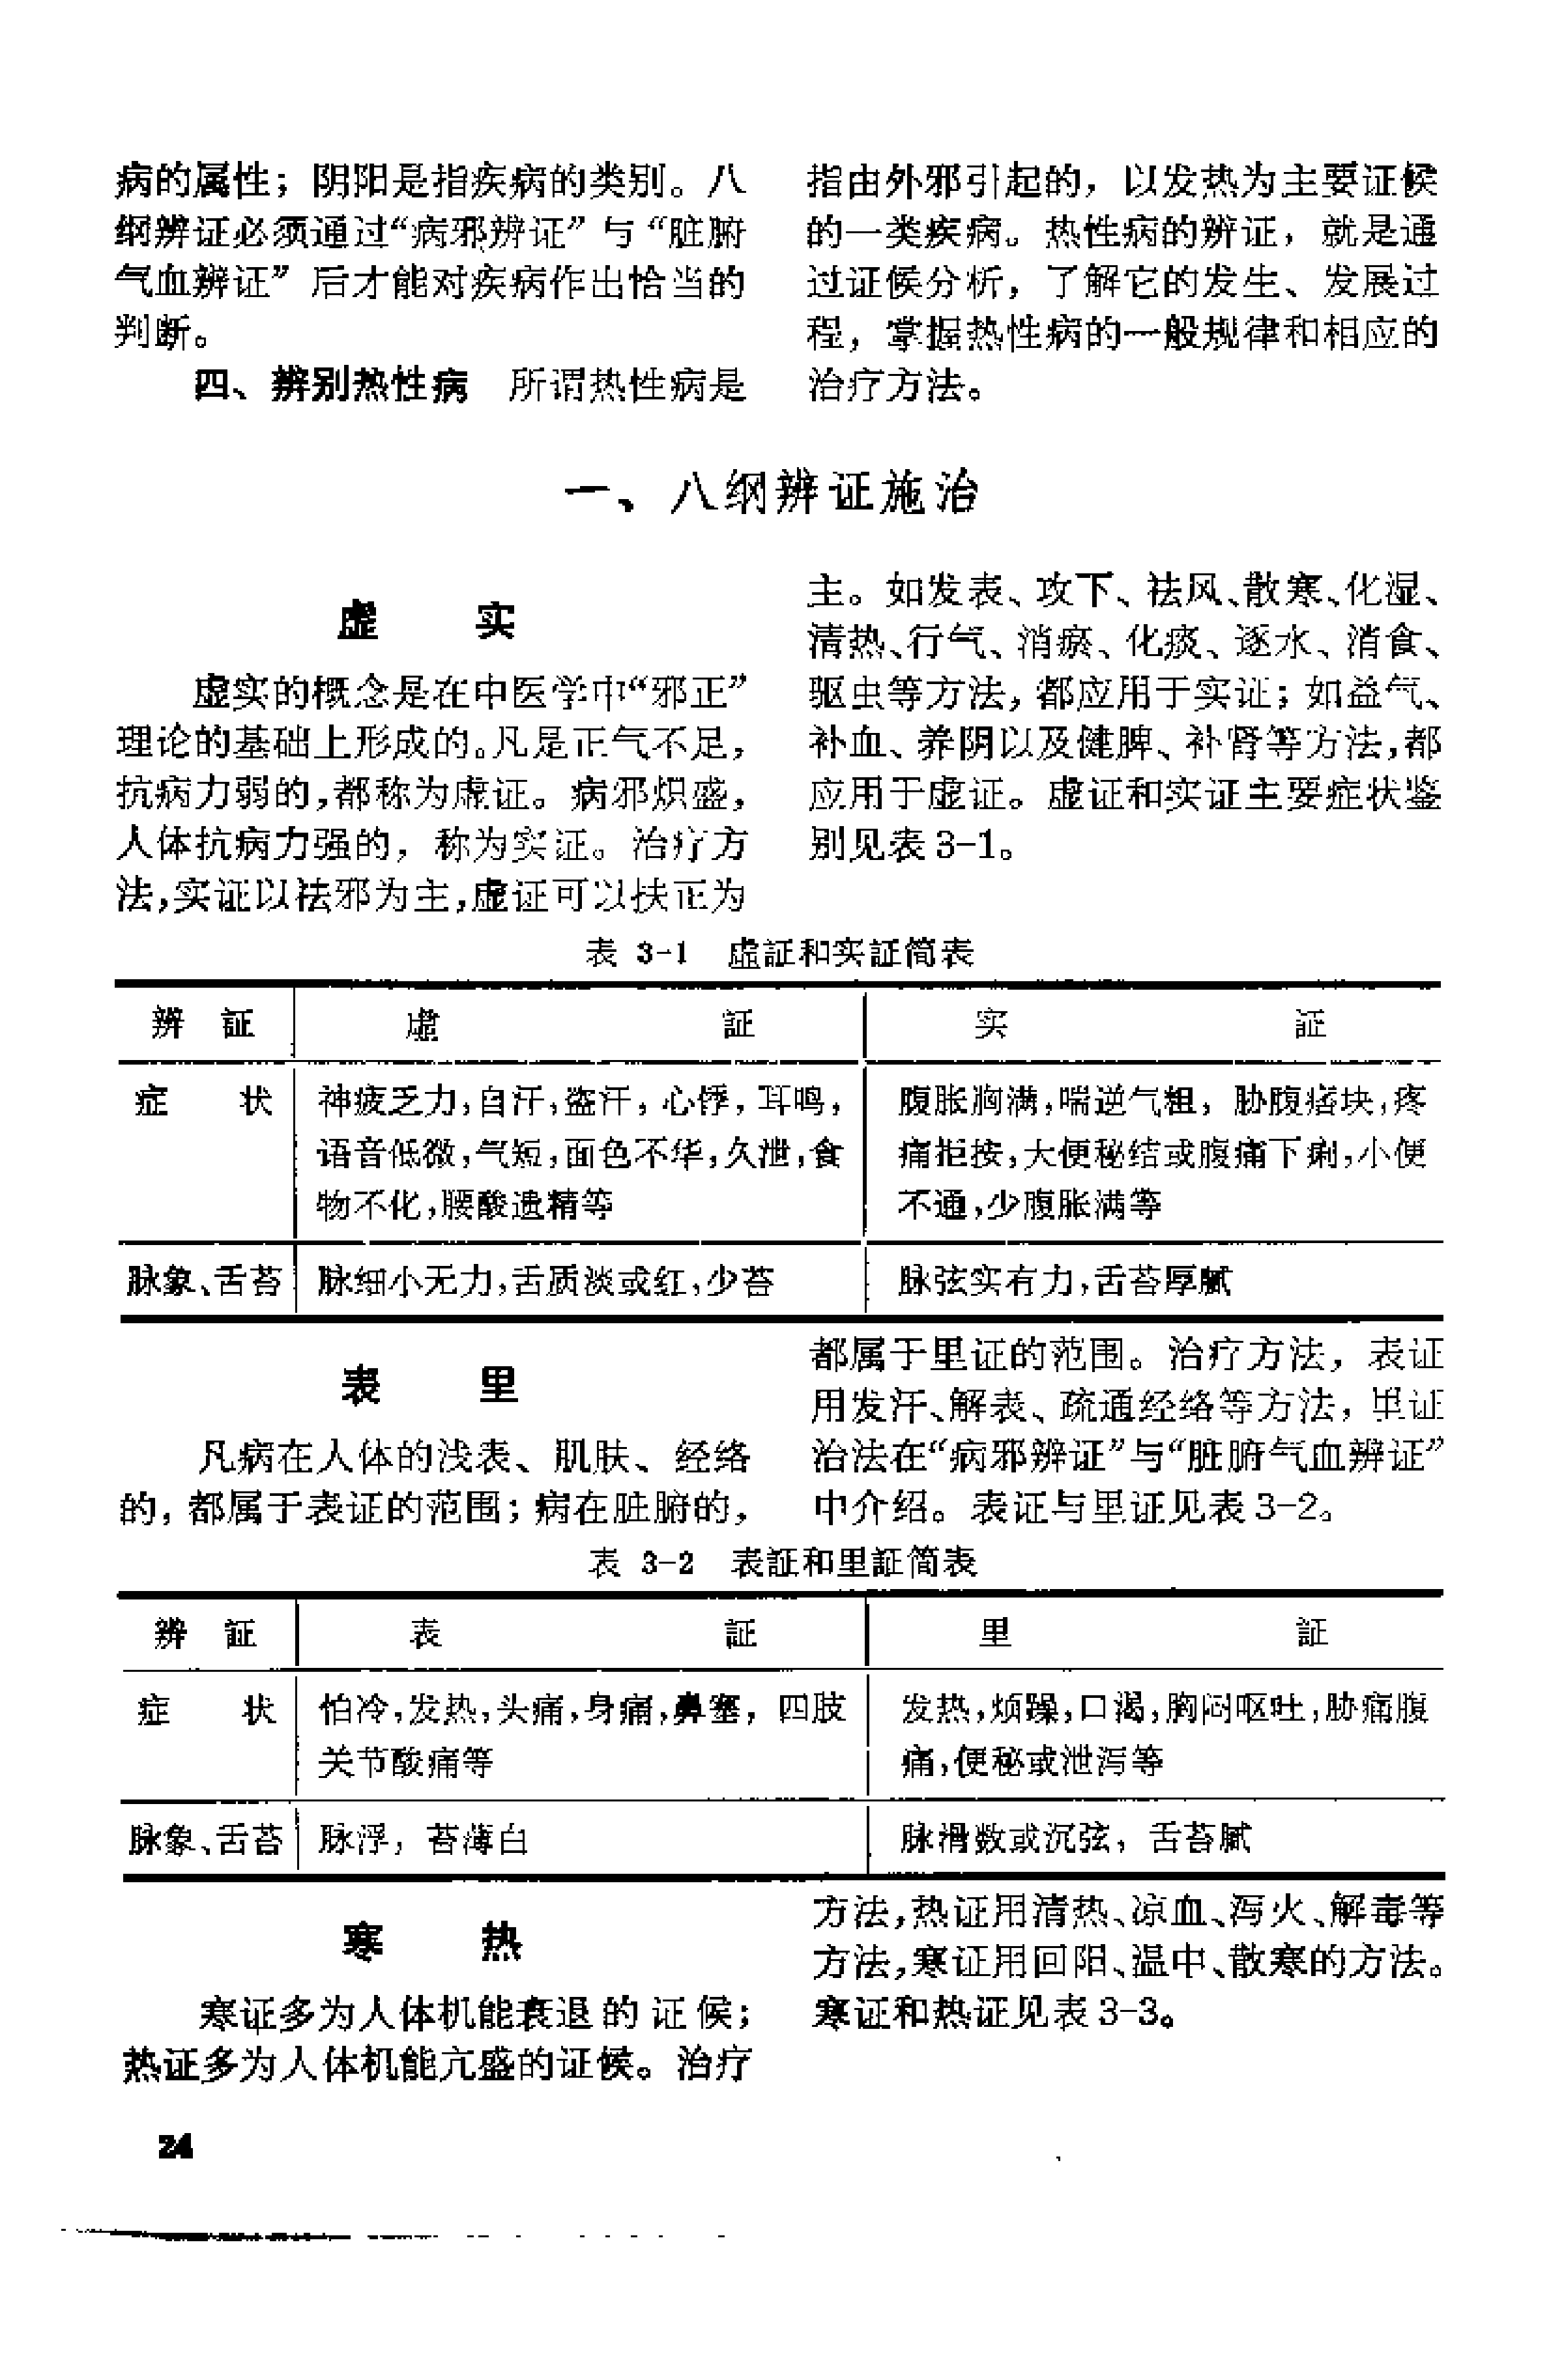 病的属性；阴阳是指疾病的类别。八
纲辨证必须通过“病邪辨证”与“脏腑
气血辨证”后才能对疾病作出恰当的
判断。
四、辨别热性病　所谓热性病是
指由外邪引起的，以发热为主要证候
的一类疾病。热性病的辨证，就是通
过证候分析，了解它的发生、发展过
程，掌握热性病的一般规律和相应的
治疗方法。
一、八纲辨证施治
虚　实
虚实的概念是在中医学中“邪正”
理论的基础上形成的。凡是正气不足，
抗病力弱的，都称为虚证。病邪炽盛，
人体抗病力强的，称为实证。治疗方
法，实证以祛邪为主，虚证可以扶正为
主。如发表、攻下、祛风、散寒、化湿、
清热、行气、消瘀、化痰、逐水、消食、
驱虫等方法，都应用于实证；如益气、
补血、养阴以及健脾、补肾等方法，都
应用于虚证。虚证和实证主要症状鉴
别见表3-1。
表 3-1　虚証和实証简表
辨　証　虚　証　实　証
症　状　神疲乏力，自汗，盗汗，心悸，耳鸣，　腹胀胸满，喘逆气粗，胁腹痞块，疼
语音低微，气短，面色不华，久泄，食　痛拒按，大便秘结或腹痛下痢，小便
物不化，腰酸遗精等　不通，少腹胀满等
脉象、舌苔　脉细小无力，舌质淡或红，少苔　脉弦实有力，舌苔厚腻
表　里
凡病在人体的浅表、肌肤、经络
的，都属于表证的范围；病在脏腑的，
都属于里证的范围。治疗方法，表证
用发汗、解表、疏通经络等方法，里证
治法在“病邪辨证”与“脏腑气血辨证”
中介绍。表证与里证见表3-2。
表 3-2　表証和里証简表
辨　証　表　証　里　証
症　状　怕冷，发热，头痛，身痛，鼻塞，四肢　发热，烦躁，口渴，胸闷呕吐，胁痛腹
关节酸痛等　痛，便秘或泄泻等
脉象、舌苔　脉浮，苔薄白　脉滑数或沉弦，舌苔腻
寒　热
寒证多为人体机能衰退的证候；
热证多为人体机能亢盛的证候。治疗
方法，热证用清热、凉血、泻火、解毒等
方法，寒证用回阳、温中、散寒的方法。
寒证和热证见表3-3。
24